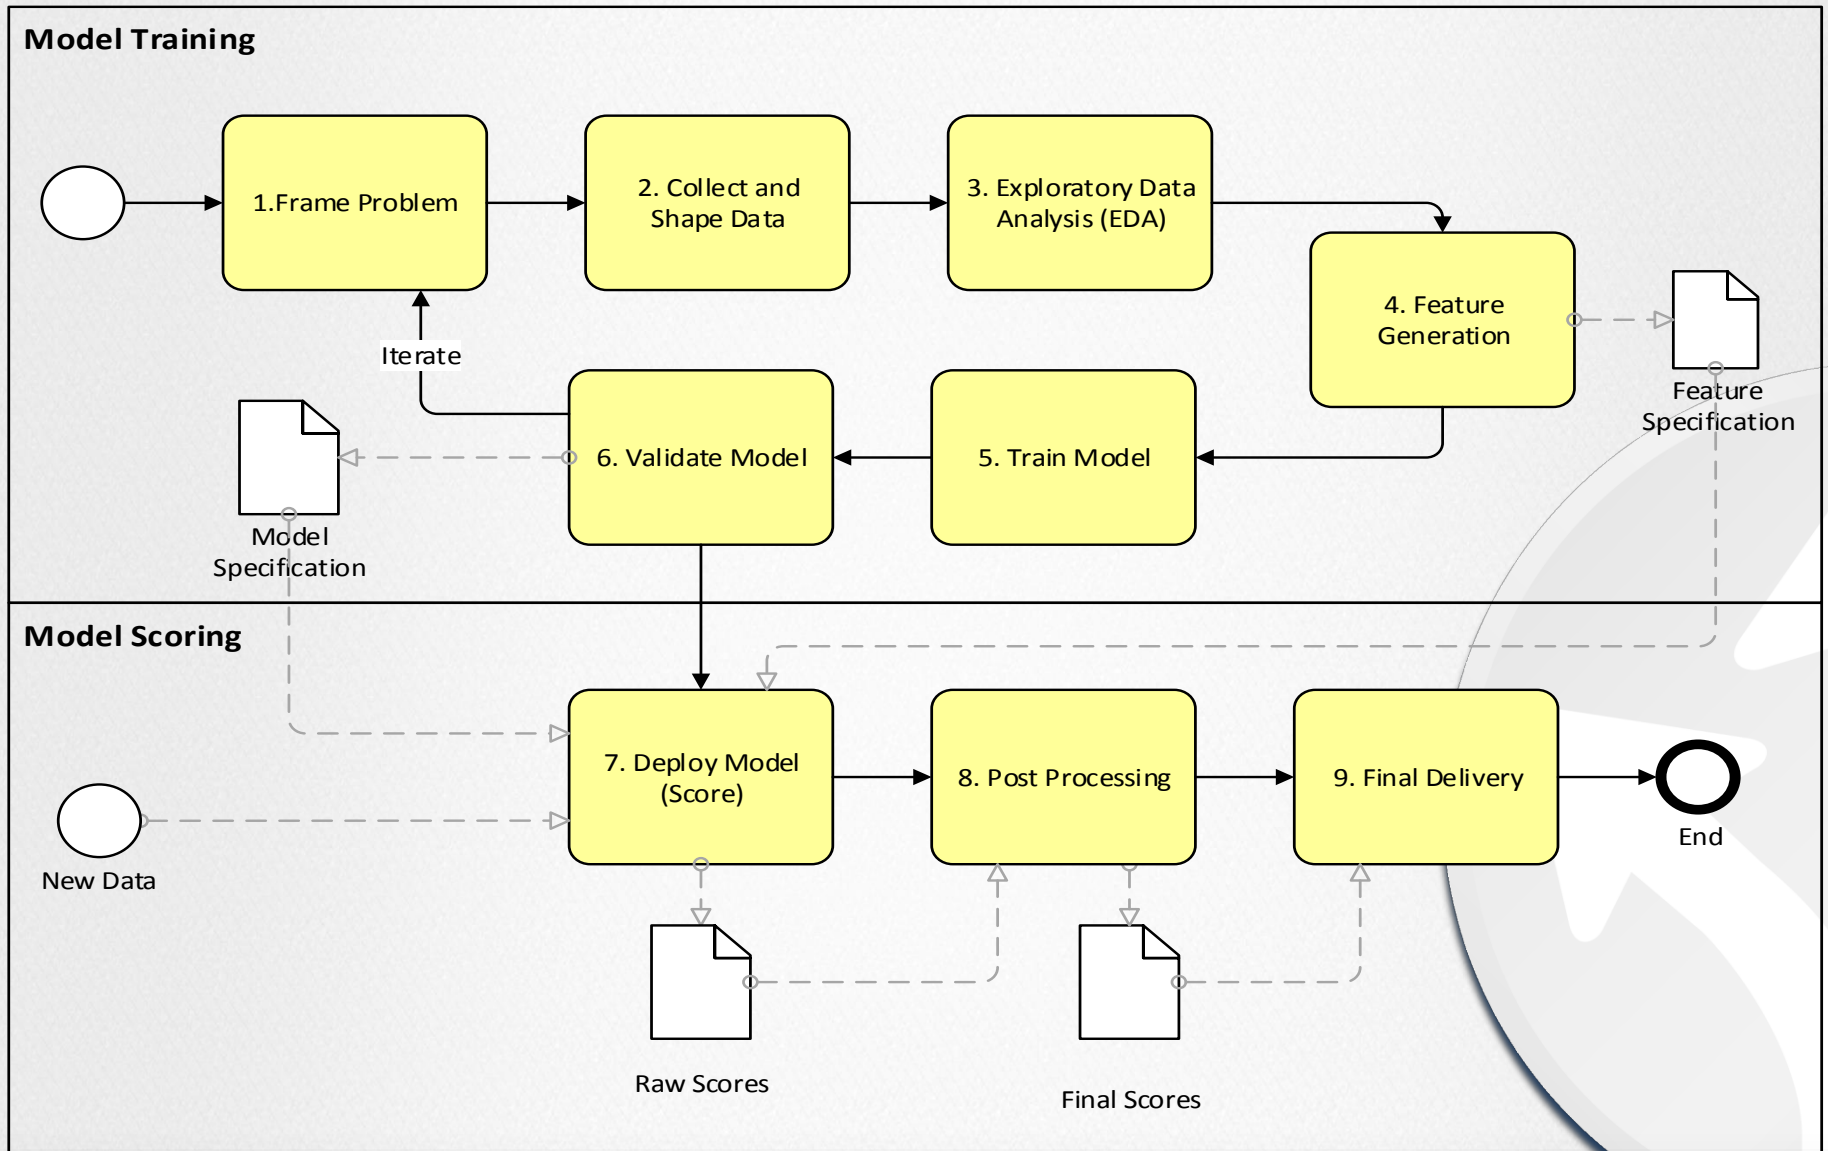 Model Training
1.Frame Problem
2. Collect and
Shape Data
3. Exploratory Data
Analysis (EDA)
4. Feature
Generation
Feature
Specification
Iterate
6. Validate Model
5. Train Model
Model
Specification
Model Scoring
7. Deploy Model
(Score)
8. Post Processing
9. Final Delivery
End
New Data
Raw Scores
Final Scores